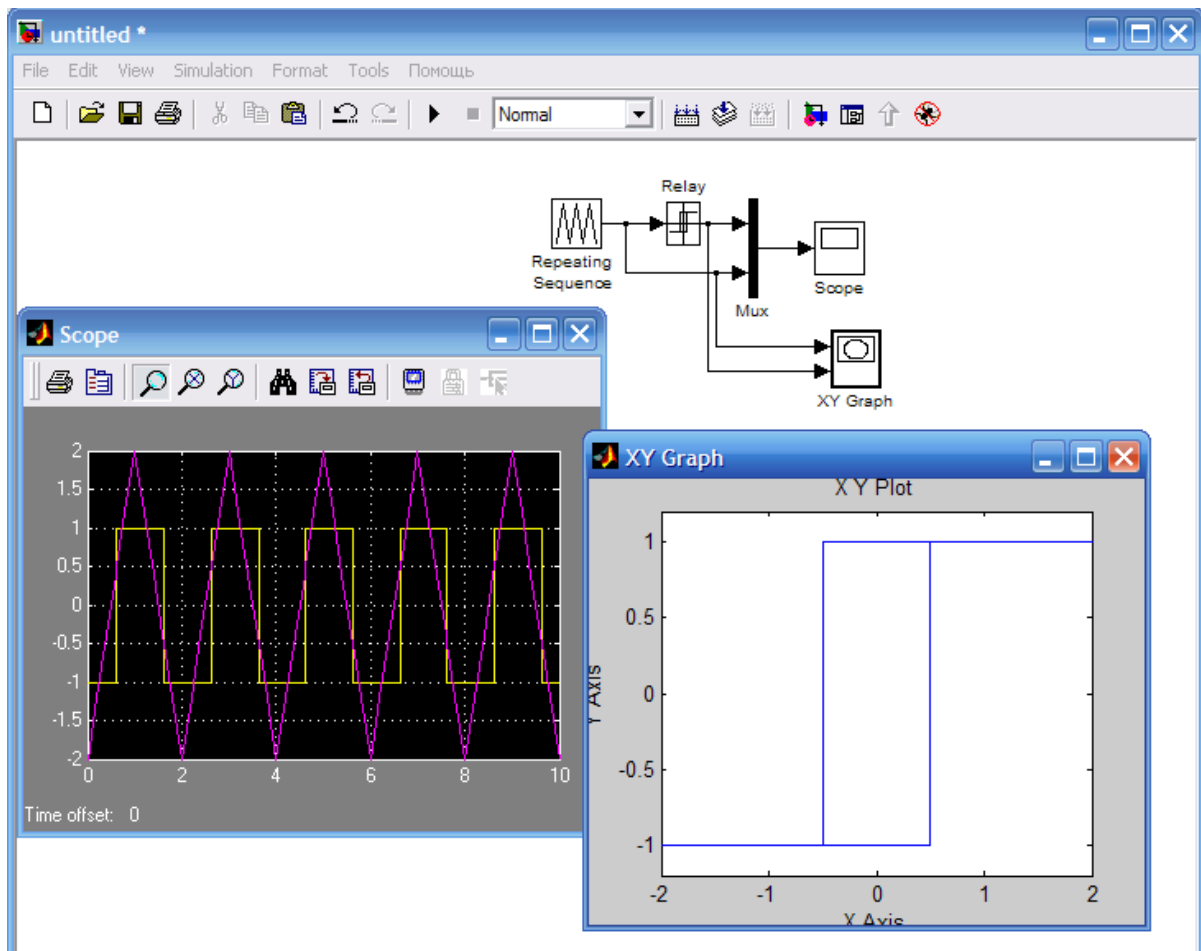 untitled *
File Edit View Simulation Format Tools Помощь
Normal
Relay
Repeating
Sequence
Mux
Scope
XY Graph
Scope
2
1.5
1
0.5
0
-0.5
-1
-1.5
-2
0 2 4 6 8 10
Time offset: 0
XY Graph
X Y Plot
1
0.5
0
-0.5
-1
Y Axis
-2 -1 0 1 2
X Axis